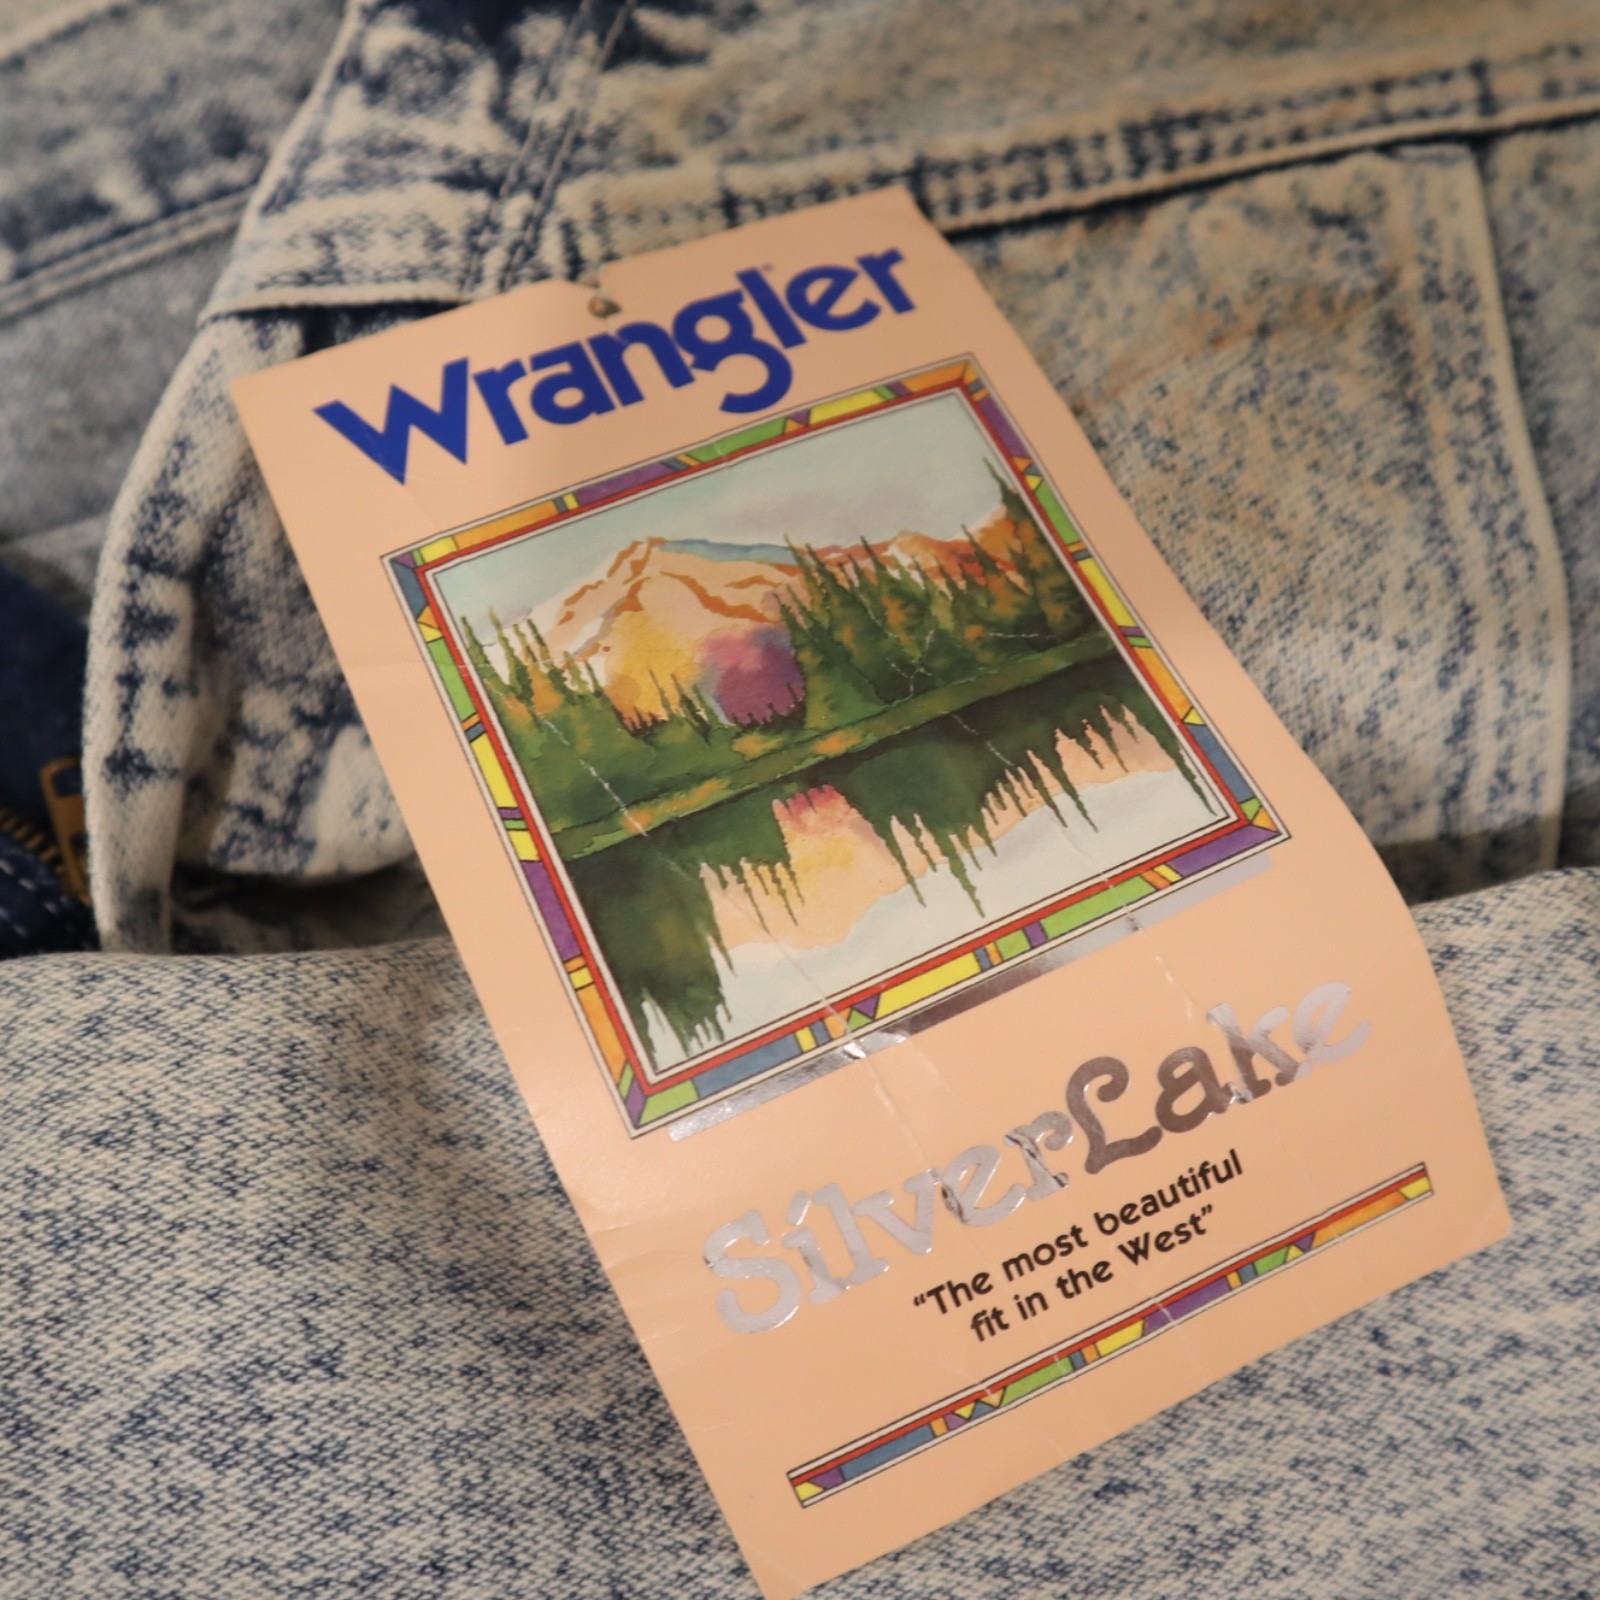 Wrangler
SilverLake
“The most beautiful
fit in the West”